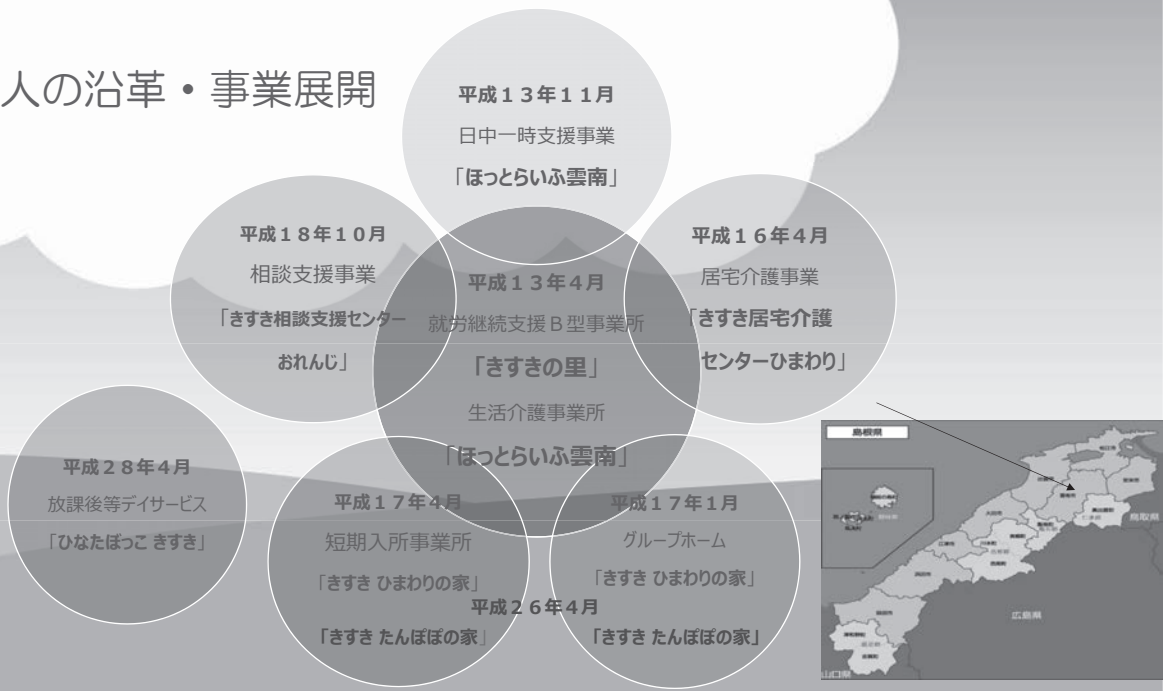 人の沿革・事業展開
平成１３年１１月
日中一時支援事業
「ほっとらいふ雲南」
平成１８年１０月
相談支援事業
「きすき相談支援センター
おれんじ」
平成１３年４月
就労継続支援Ｂ型事業所
「きすきの里」
生活介護事業所
「ほっとらいふ雲南」
平成１６年４月
居宅介護事業
「きすき居宅介護
センターひまわり」
平成２８年４月
放課後等デイサービス
「ひなたぼっこ きすき」
平成１７年４月
短期入所事業所
「きすき ひまわりの家」
平成１７年１月
グループホーム
「きすき ひまわりの家」
平成２６年４月
「きすき たんぽぽの家」
「きすき たんぽぽの家」
島根県
鳥取県
広島県
山口県